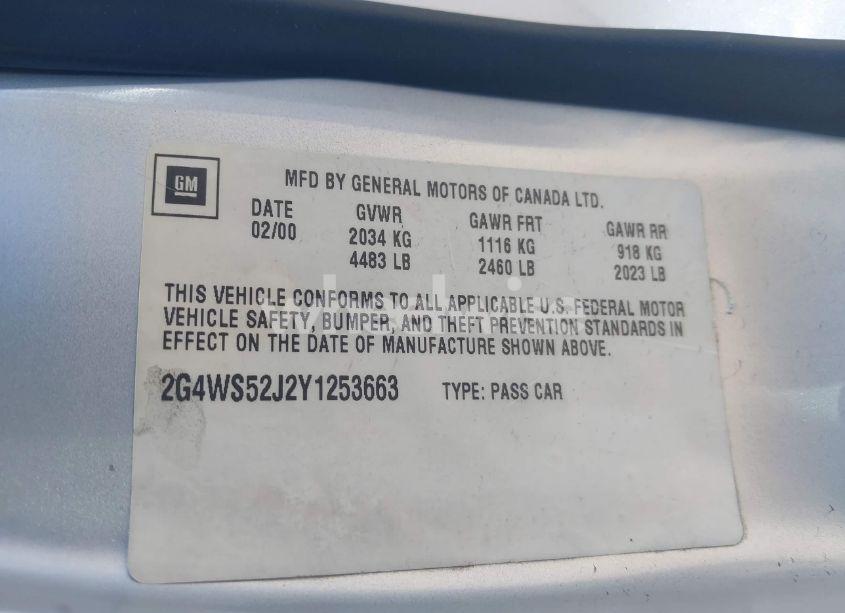 GM
MFD BY GENERAL MOTORS OF CANADA LTD.
DATE GVWR GAWR FRT GAWR RR
02/00 2034 KG 1116 KG 918 KG
4483 LB 2460 LB 2023 LB
THIS VEHICLE CONFORMS TO ALL APPLICABLE U.S. FEDERAL MOTOR
VEHICLE SAFETY, BUMPER, AND THEFT PREVENTION STANDARDS IN
EFFECT ON THE DATE OF MANUFACTURE SHOWN ABOVE.
2G4WS52J2Y1253663 TYPE: PASS CAR